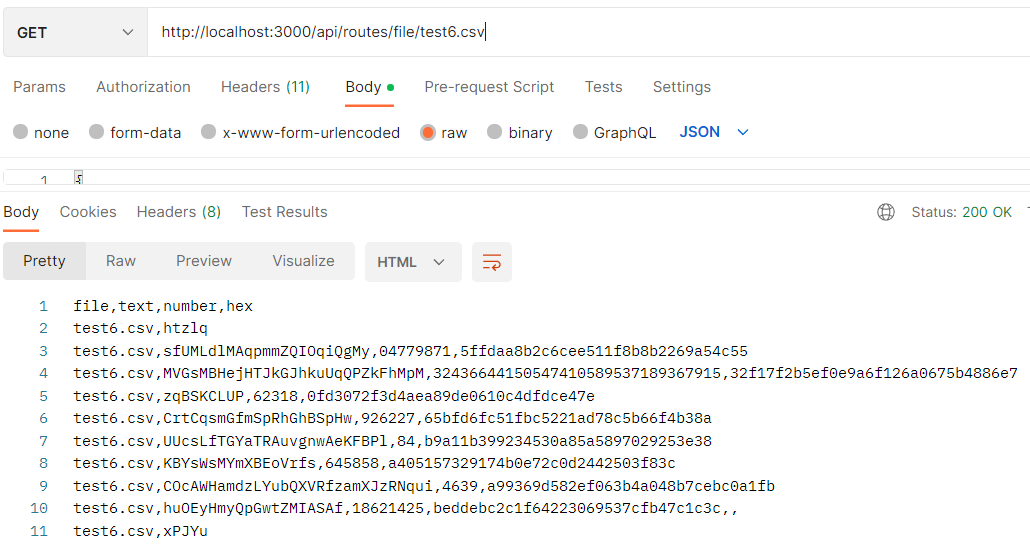 GET http://localhost:3000/api/routes/file/test6.csv
Params Authorization Headers (11) Body Pre-request Script Tests Settings
none form-data x-www-form-urlencoded raw binary GraphQL JSON
1 {
Body Cookies Headers (8) Test Results Status: 200 OK
Pretty Raw Preview Visualize HTML
1 file,text,number,hex
2 test6.csv,htzlq
3 test6.csv,sfUMLdlMAqpmmZQIOqiQgMy,04779871,5ffdaa8b2c6cee511f8b8b2269a54c55
4 test6.csv,MVGsMBHejHTJkGJhkuUqQPZkFhMpM,32436644150547410589537189367915,32f17f2b5ef0e9a6f126a0675b4886e7
5 test6.csv,zqBSKCLUP,62318,0fd3072f3d4aea89de0610c4dfdce47e
6 test6.csv,CrtCqsmGfmSpRhGhBSpHw,926227,65bfd6fc51fbc5221ad78c5b66f4b38a
7 test6.csv,UUcsLfTGYaTRAuvgnwAeKFBPl,84,b9a11b399234530a85a5897029253e38
8 test6.csv,KBYsWsMYmXBEoVrfs,645858,a405157329174b0e72c0d2442503f83c
9 test6.csv,COcAWHamdzLYubQXVRfzamXJzRNqui,4639,a99369d582ef063b4a048b7cebc0a1fb
10 test6.csv,huOEyHmyQpGwtZMIASAf,18621425,beddebc2c1f64223069537cfb47c1c3c,,
11 test6.csv,xPJYu